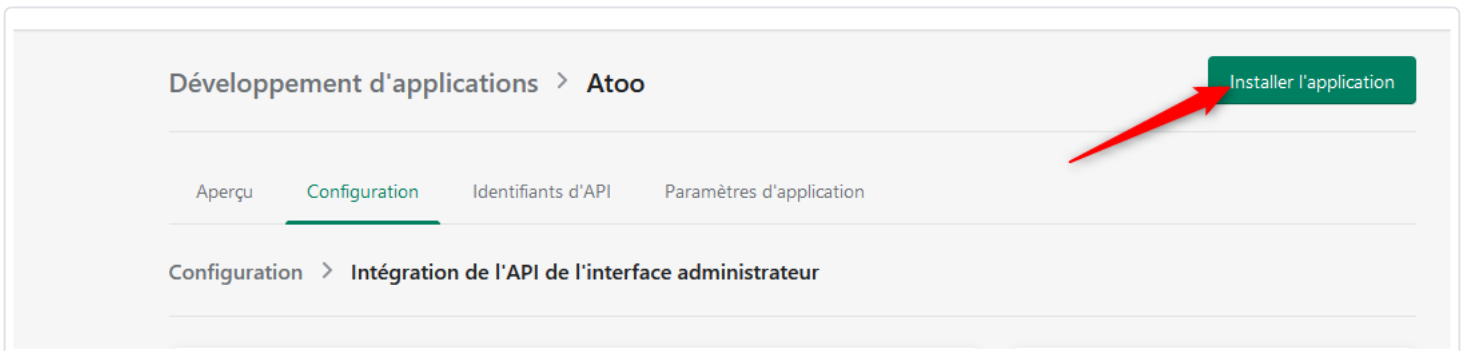 Développement d'applications > Atoo
Installer l'application
Aperçu Configuration Identifiants d'API Paramètres d'application
Configuration > Intégration de l'API de l'interface administrateur